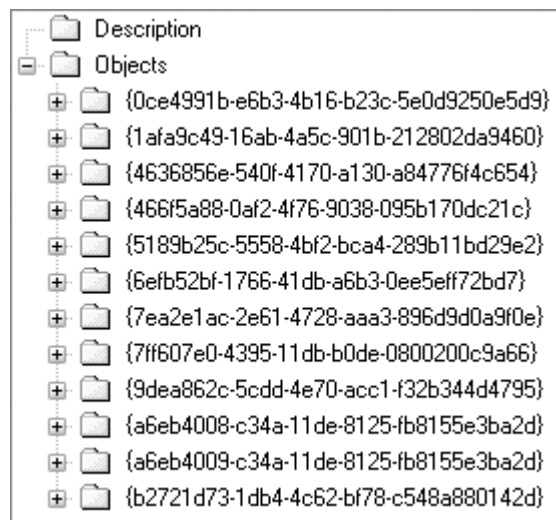 Description
Objects
{0ce4991b-e6b3-4b16-b23c-5e0d9250e5d9}
{1afa9c49-16ab-4a5c-901b-212802da9460}
{4636856e-540f-4170-a130-a84776f4c654}
{466f5a88-0af2-4f76-9038-095b170dc21c}
{5189b25c-5558-4bf2-bca4-289b11bd29e2}
{6efb52bf-1766-41db-a6b3-0ee5eff72bd7}
{7ea2e1ac-2e61-4728-aaa3-896d9d0a9f0e}
{7ff607e0-4395-11db-b0de-0800200c9a66}
{9dea862c-5cdd-4e70-acc1-f32b344d4795}
{a6eb4008-c34a-11de-8125-fb8155e3ba2d}
{a6eb4009-c34a-11de-8125-fb8155e3ba2d}
{b2721d73-1db4-4c62-bf78-c548a880142d}